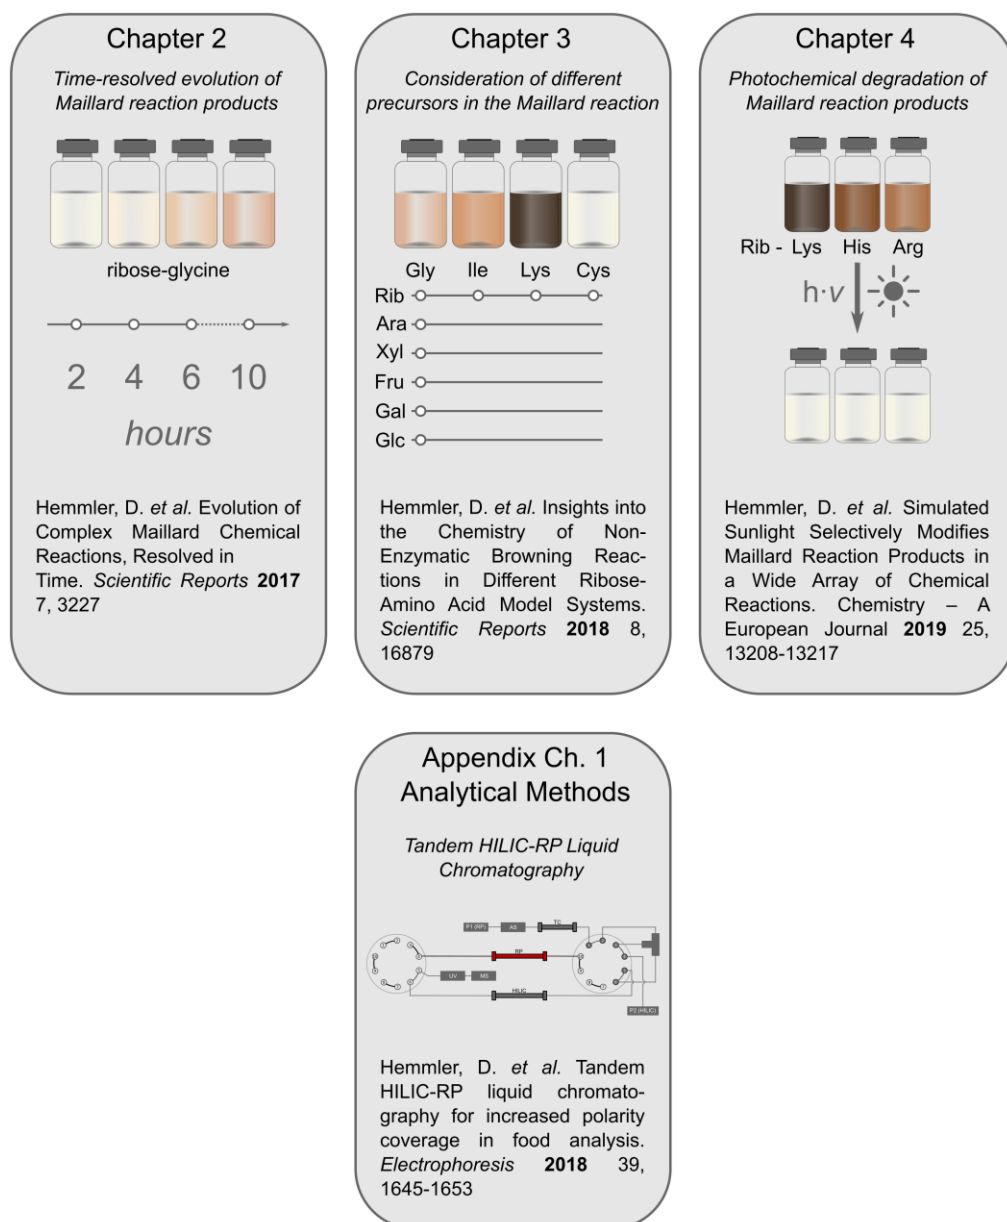 Chapter 2
Time-resolved evolution of
Maillard reaction products
ribose-glycine
2 4 6 10
hours
Hemmler, D. et al. Evolution of
Complex Maillard Chemical
Reactions, Resolved in
Time. Scientific Reports 2017
7, 3227
Chapter 3
Consideration of different
precursors in the Maillard reaction
Gly Ile Lys Cys
Rib
Ara
Xyl
Fru
Gal
Glc
Hemmler, D. et al. Insights into
the Chemistry of Non-
Enzymatic Browning Reac-
tions in Different Ribose-
Amino Acid Model Systems.
Scientific Reports 2018 8,
16879
Chapter 4
Photochemical degradation of
Maillard reaction products
Rib - Lys His Arg
h·ν
Hemmler, D. et al. Simulated
Sunlight Selectively Modifies
Maillard Reaction Products in
a Wide Array of Chemical
Reactions. Chemistry – A
European Journal 2019 25,
13208-13217
Appendix Ch. 1
Analytical Methods
Tandem HILIC-RP Liquid
Chromatography
P1 (RP) AS TC
RP
UV MS
HILIC
P2 (HILIC)
Hemmler, D. et al. Tandem
HILIC-RP liquid chromato-
graphy for increased polarity
coverage in food analysis.
Electrophoresis 2018 39,
1645-1653